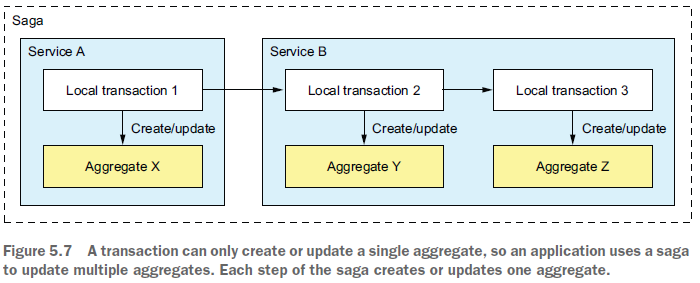 Saga
Service A
Service B
Local transaction 1
Local transaction 2
Local transaction 3
Create/update
Create/update
Create/update
Aggregate X
Aggregate Y
Aggregate Z
Figure 5.7 A transaction can only create or update a single aggregate, so an application uses a saga
to update multiple aggregates. Each step of the saga creates or updates one aggregate.